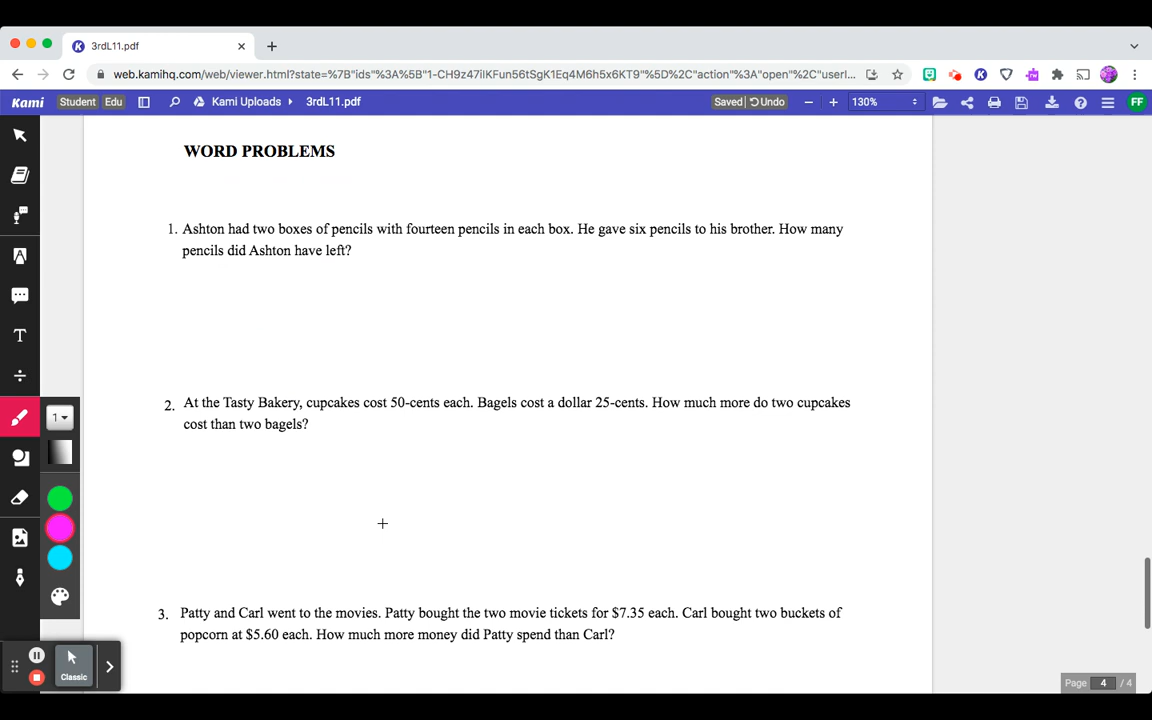 3rdL11.pdf
web.kamihq.com/web/viewer.html?state=%7B"ids"%3A%5B"1-CH9z47iIKFun56tSgK1Eq4M6h5x6KT9"%5D%2C"action"%3A"open"%2C"userI...
Kami Student Edu Kami Uploads 3rdL11.pdf Saved Undo 130% FF
WORD PROBLEMS
1. Ashton had two boxes of pencils with fourteen pencils in each box. He gave six pencils to his brother. How many
pencils did Ashton have left?
2. At the Tasty Bakery, cupcakes cost 50-cents each. Bagels cost a dollar 25-cents. How much more do two cupcakes
cost than two bagels?
3. Patty and Carl went to the movies. Patty bought the two movie tickets for $7.35 each. Carl bought two buckets of
popcorn at $5.60 each. How much more money did Patty spend than Carl?
1
Classic
Page 4 / 4